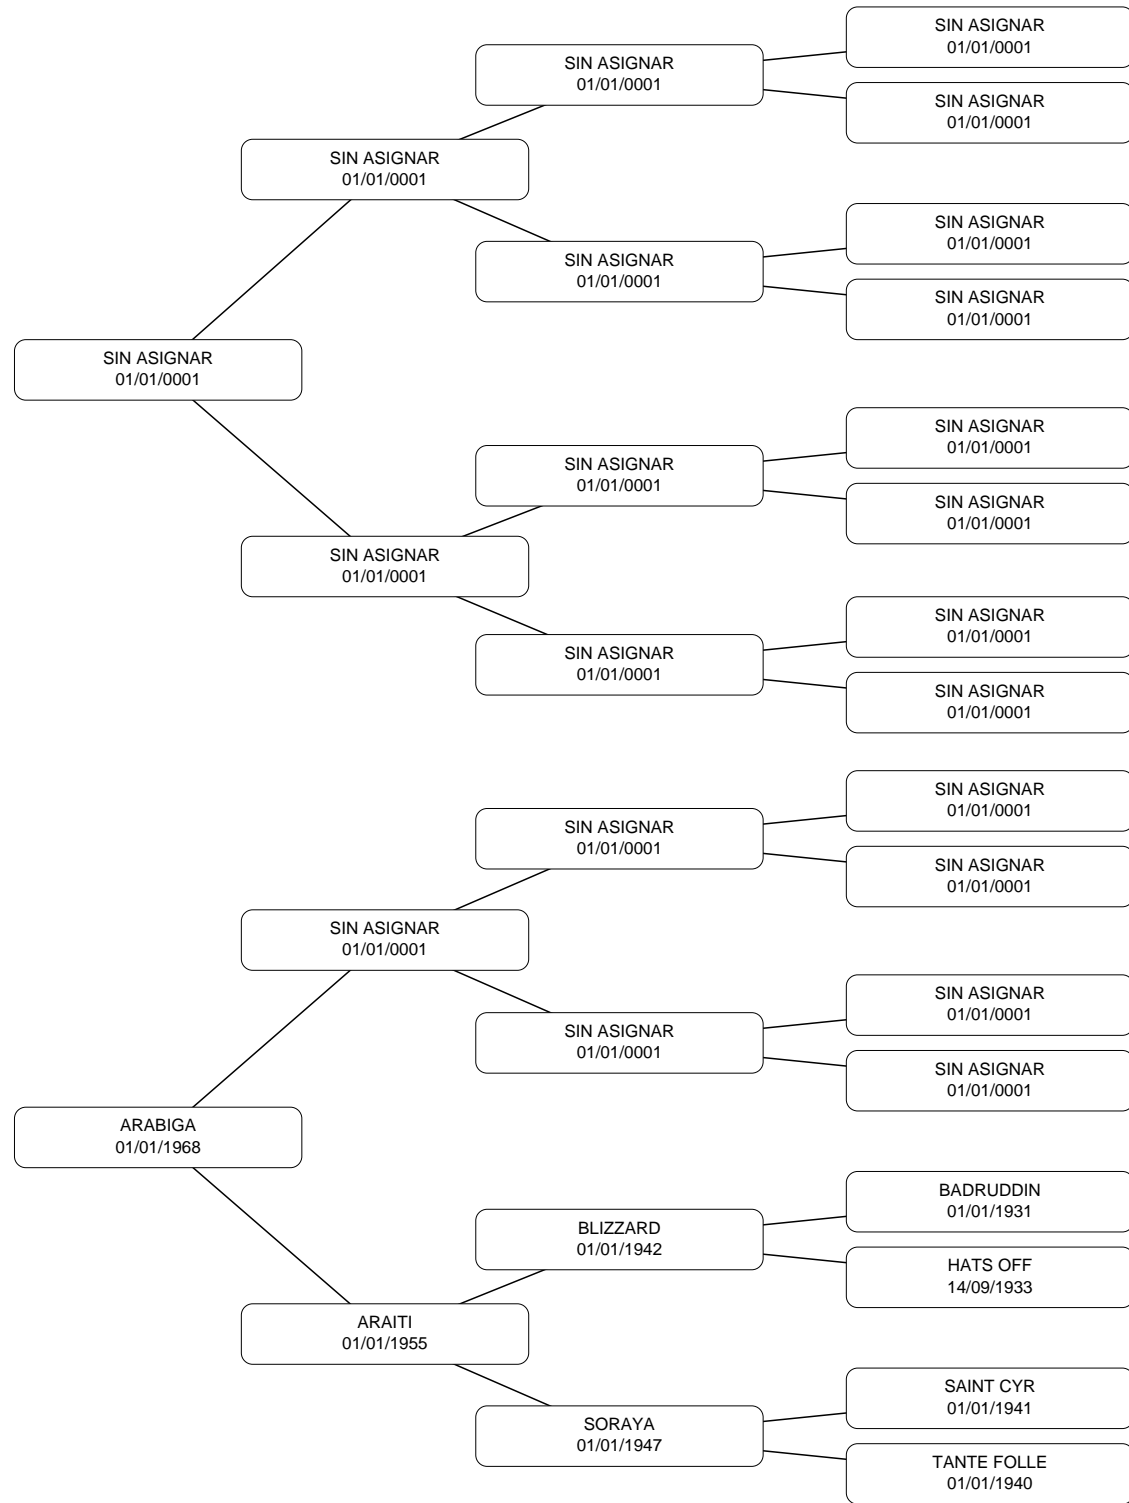 SIN ASIGNAR
01/01/0001
SIN ASIGNAR
01/01/0001
SIN ASIGNAR
01/01/0001
SIN ASIGNAR
01/01/0001
SIN ASIGNAR
01/01/0001
SIN ASIGNAR
01/01/0001
SIN ASIGNAR
01/01/0001
SIN ASIGNAR
01/01/0001
SIN ASIGNAR
01/01/0001
SIN ASIGNAR
01/01/0001
SIN ASIGNAR
01/01/0001
SIN ASIGNAR
01/01/0001
SIN ASIGNAR
01/01/0001
SIN ASIGNAR
01/01/0001
SIN ASIGNAR
01/01/0001
SIN ASIGNAR
01/01/0001
SIN ASIGNAR
01/01/0001
SIN ASIGNAR
01/01/0001
SIN ASIGNAR
01/01/0001
SIN ASIGNAR
01/01/0001
SIN ASIGNAR
01/01/0001
SIN ASIGNAR
01/01/0001
ARABIGA
01/01/1968
BADRUDDIN
01/01/1931
BLIZZARD
01/01/1942
HATS OFF
14/09/1933
ARAITI
01/01/1955
SAINT CYR
01/01/1941
SORAYA
01/01/1947
TANTE FOLLE
01/01/1940